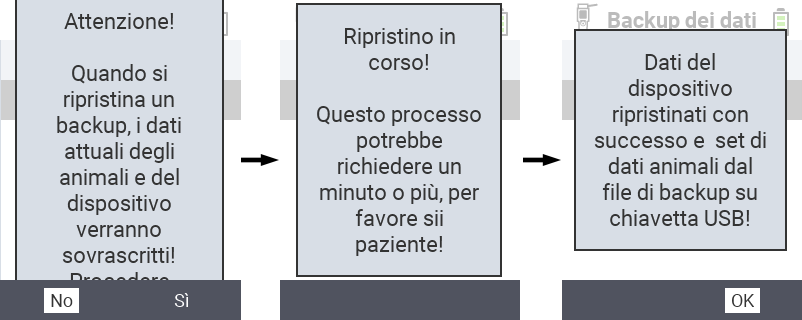 Attenzione!
Quando si
ripristina un
backup, i dati
attuali degli
animali e del
dispositivo
verranno
sovrascritti!
Procedere
No
Sì
Ripristino in
corso!
Questo processo
potrebbe
richiedere un
minuto o più, per
favore sii
paziente!
Backup dei dati
Dati del
dispositivo
ripristinati con
successo e  set di
dati animali dal
file di backup su
chiavetta USB!
OK